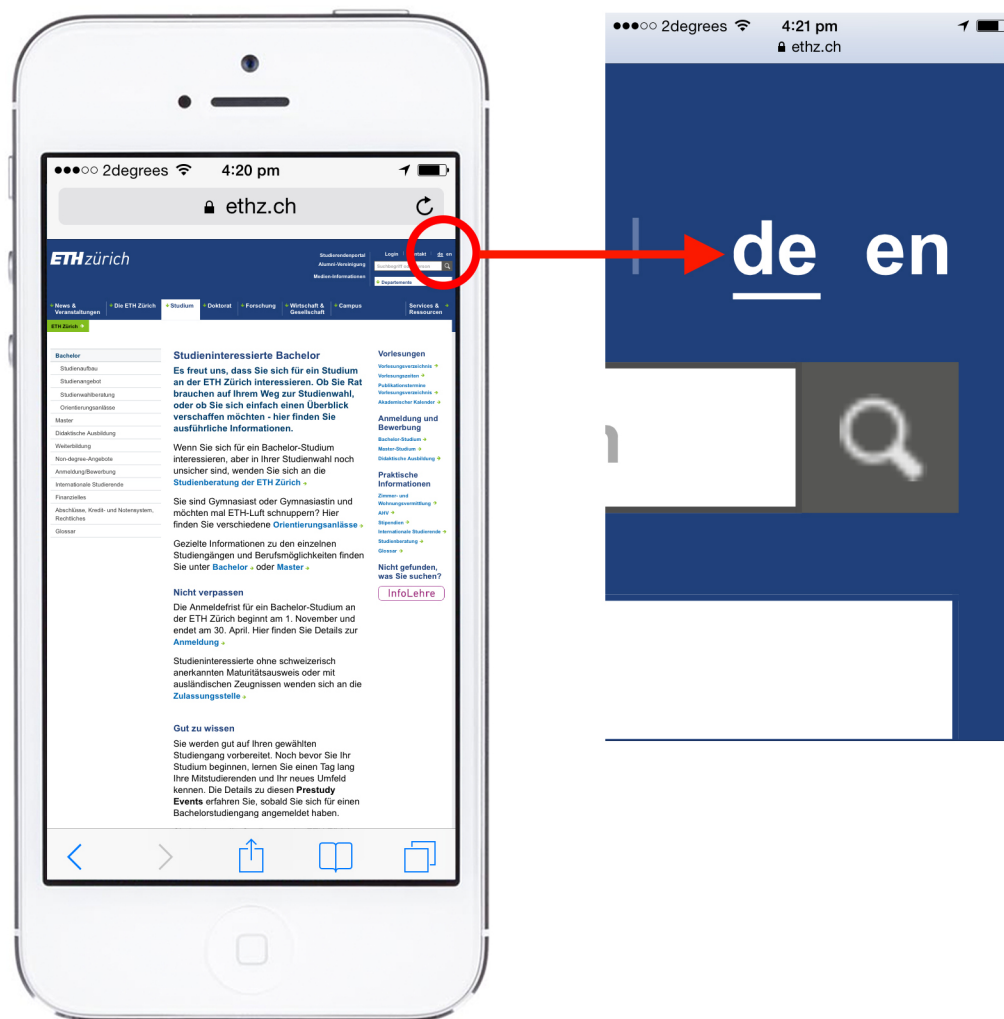 2degrees 4:20 pm
ethz.ch
ETH zürich
Studierendenportal
Alumni-Vereinigung
Medien-Informationen
Login
de en
Departemente
News & Veranstaltungen
Die ETH Zürich
Studium
Doktorat
Forschung
Wirtschaft & Gesellschaft
Campus
Services & Ressourcen
ETH Zürich
Bachelor
Studienaufbau
Studienangebot
Studienwahlberatung
Orientierungsanlässe
Master
Didaktische Ausbildung
Weiterbildung
Non-degree-Angebote
Anmeldung/Bewerbung
Internationale Studierende
Finanzielles
Abschlüsse, Kredit- und Notensystem,
Rechtliches
Glossar
Studieninteressierte Bachelor
Es freut uns, dass Sie sich für ein Studium
an der ETH Zürich interessieren. Ob Sie Rat
brauchen auf Ihrem Weg zur Studienwahl,
oder ob Sie sich einfach einen Überblick
verschaffen möchten - hier finden Sie
ausführliche Informationen.
Wenn Sie sich für ein Bachelor-Studium
interessieren, aber in Ihrer Studienwahl noch
unsicher sind, wenden Sie sich an die
Studienberatung der ETH Zürich
Sie sind Gymnasiast oder Gymnasiastin und
möchten mal ETH-Luft schnuppern? Hier
finden Sie verschiedene Orientierungsanlässe
Gezielte Informationen zu den einzelnen
Studiengängen und Berufsmöglichkeiten finden
Sie unter Bachelor oder Master
Nicht verpassen
Die Anmeldefrist für ein Bachelor-Studium an
der ETH Zürich beginnt am 1. November und
endet am 30. April. Hier finden Sie Details zur
Anmeldung
Studieninteressierte ohne schweizerisch
anerkannten Maturitätsausweis oder mit
ausländischen Zeugnissen wenden sich an die
Zulassungsstelle
Gut zu wissen
Sie werden gut auf Ihren gewählten
Studiengang vorbereitet. Noch bevor Sie Ihr
Studium beginnen, lernen Sie einen Tag lang
Ihre Mitstudierenden und Ihr neues Umfeld
kennen. Die Details zu diesen Prestudy
Events erfahren Sie, sobald Sie sich für einen
Bachelorstudiengang angemeldet haben.
Vorlesungen
Vorlesungsverzeichnis
Vorlesungszeiten
Publikationstermine
Vorlesungsverzeichnis
Akademischer Kalender
Anmeldung und
Bewerbung
Bachelor-Studium
Master-Studium
Didaktische Ausbildung
Praktische
Informationen
Zimmer- und
Wohnungsvermittlung
AHV
Stipendien
Internationale Studierende
Studienberatung
Glossar
Nicht gefunden,
was Sie suchen?
InfoLehre
2degrees 4:21 pm
ethz.ch
de en